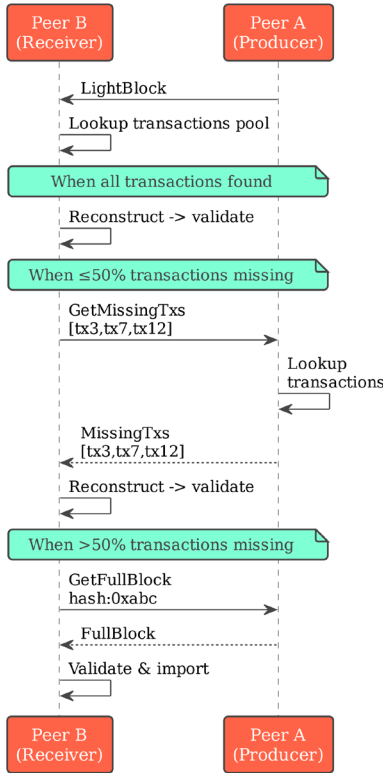 Peer B
(Receiver)
Peer A
(Producer)
LightBlock
Lookup transactions pool
When all transactions found
Reconstruct -> validate
When ≤50% transactions missing
GetMissingTxs
[tx3,tx7,tx12]
Lookup
transactions
MissingTxs
[tx3,tx7,tx12]
Reconstruct -> validate
When >50% transactions missing
GetFullBlock
hash:0xabc
FullBlock
Validate & import
Peer B
(Receiver)
Peer A
(Producer)